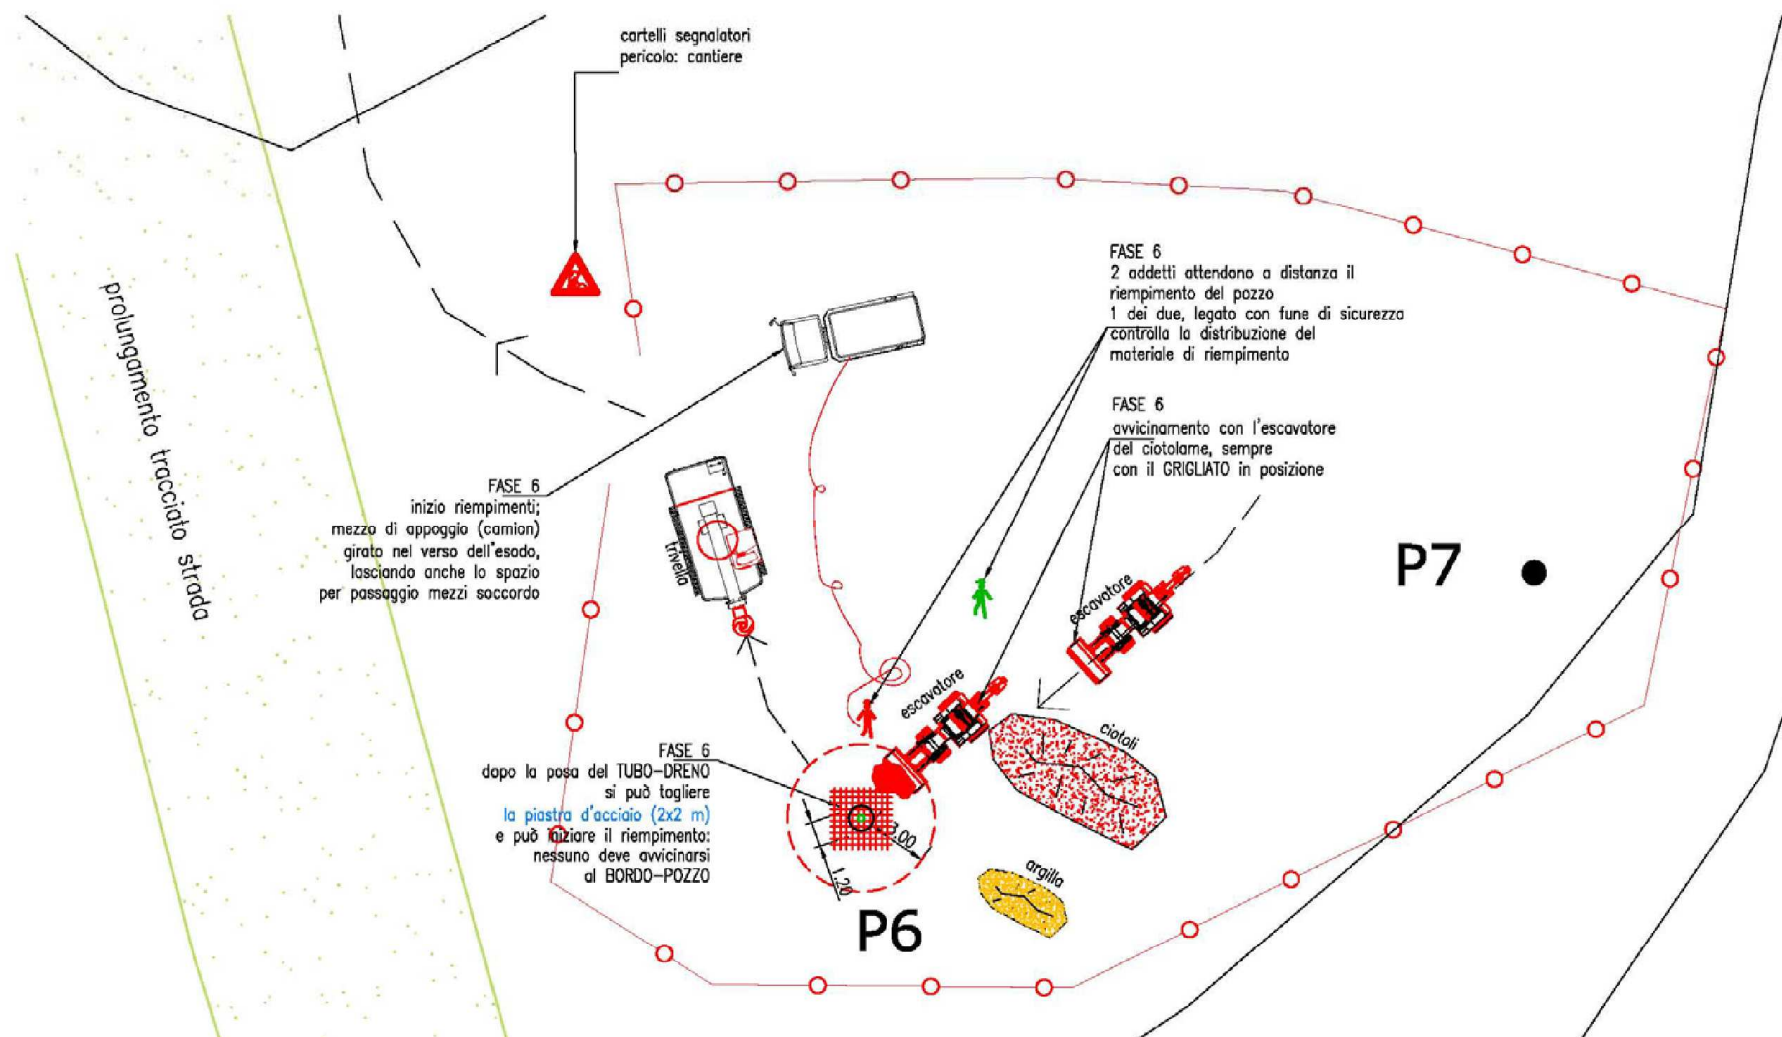 cartelli segnalatori
pericolo: cantiere
prolungamento tracciato strada
FASE 6
2 addetti attendono a distanza il
riempimento del pozzo
1 dei due, legato con fune di sicurezza
controlla la distribuzione del
materiale di riempimento
FASE 6
avvicinamento con l'escavatore
del ciotolame, sempre
con il GRIGLIATO in posizione
FASE 6
inizio riempimenti;
mezzo di appoggio (camion)
girato nel verso dell'esodo,
lasciando anche lo spazio
per passaggio mezzi soccordo
trivella
P7
escavatore
escavatore
ciotoli
FASE 6
dopo la posa del TUBO-DRENO
si può togliere
la piastra d'acciaio (2x2 m)
e può iniziare il riempimento:
nessuno deve avvicinarsi
al BORDO-POZZO
3.00
1.20
argilla
P6